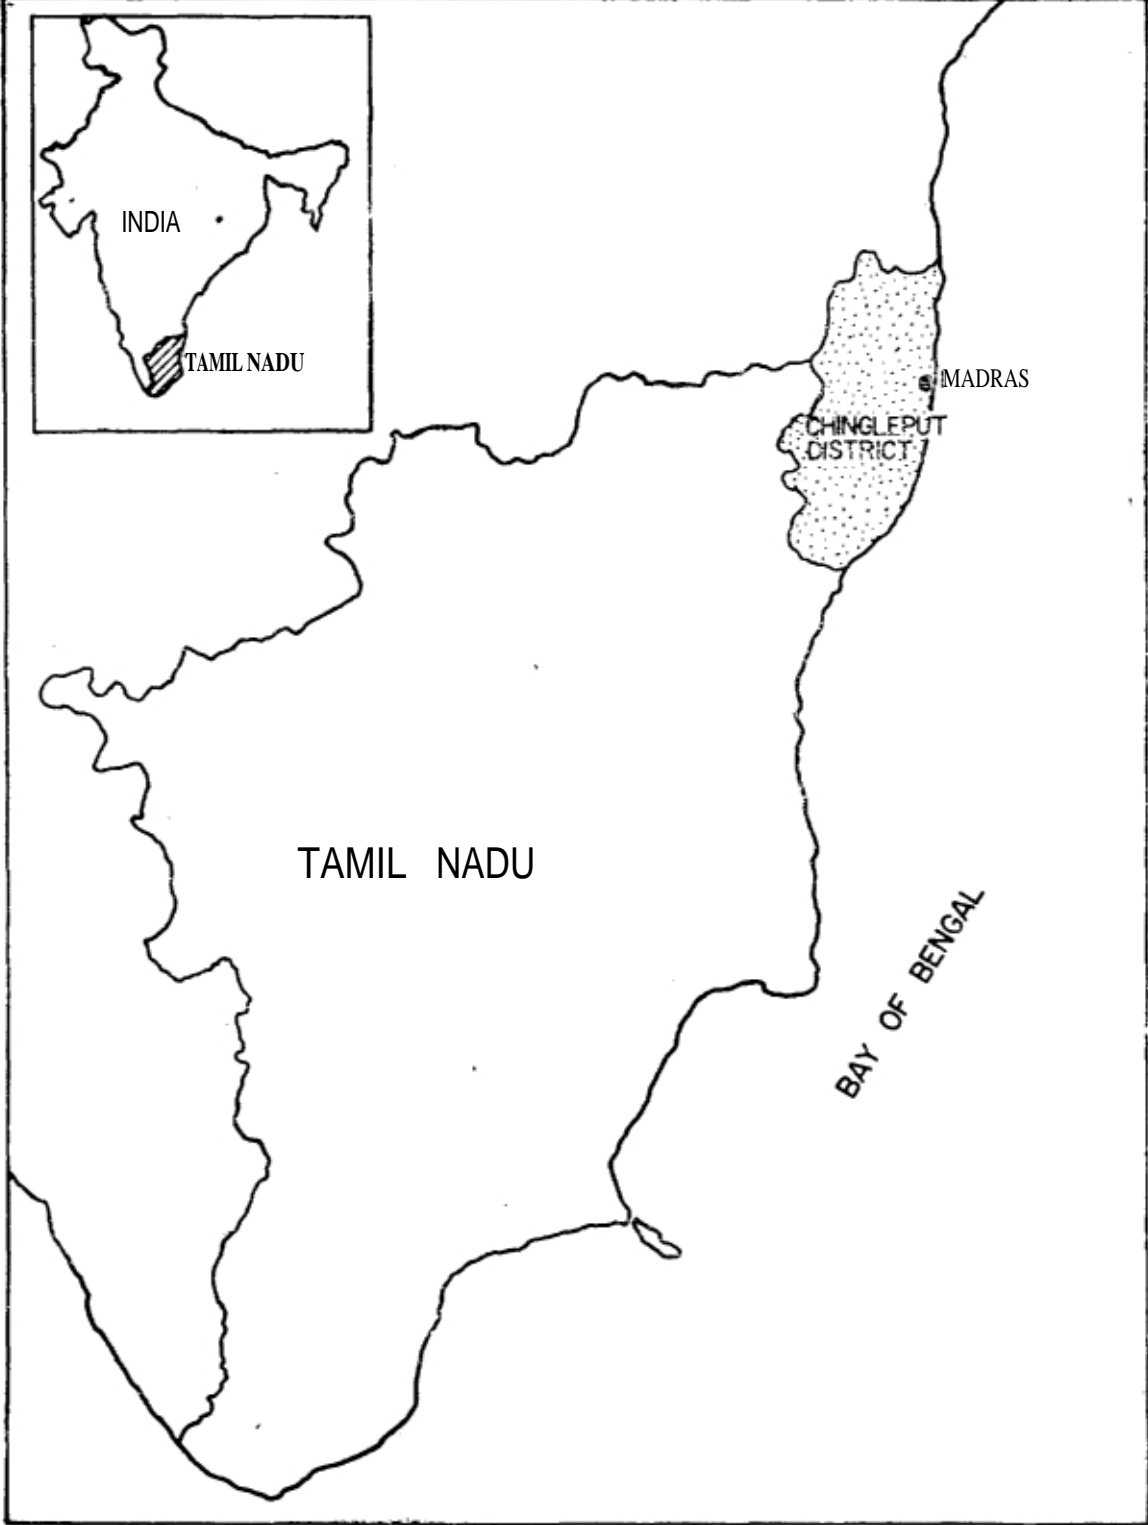 INDIA
TAMIL NADU
MADRAS
CHINGLEPUT
DISTRICT
TAMIL NADU
BAY OF BENGAL